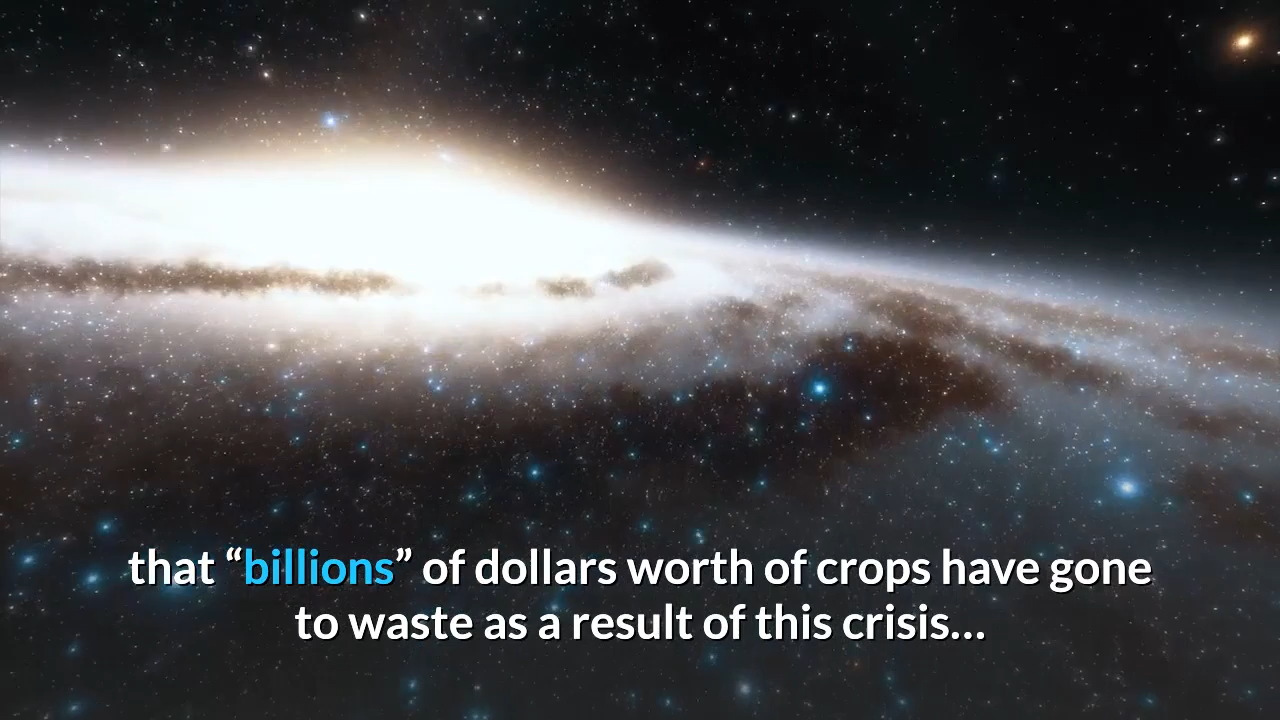 that “billions” of dollars worth of crops have gone
to waste as a result of this crisis...